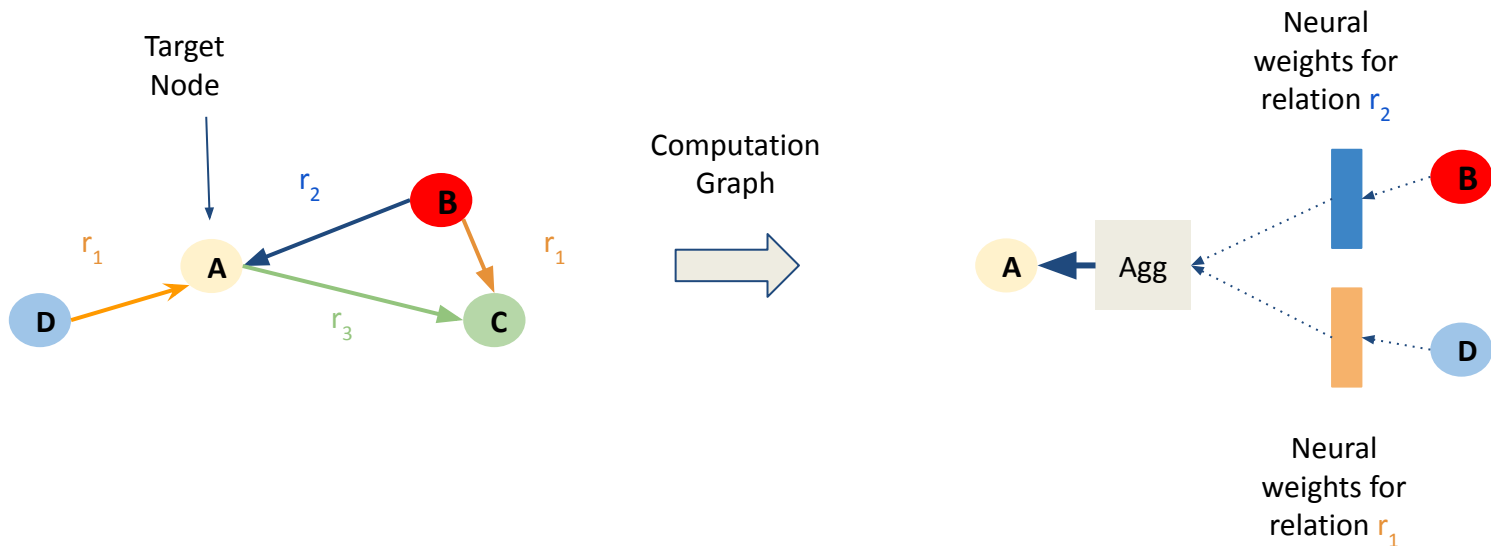 Target
Node
r₂
B
r₁
r₁
A
D
C
r₃
Computation
Graph
Neural
weights for
relation r₂
B
A
Agg
D
Neural
weights for
relation r₁